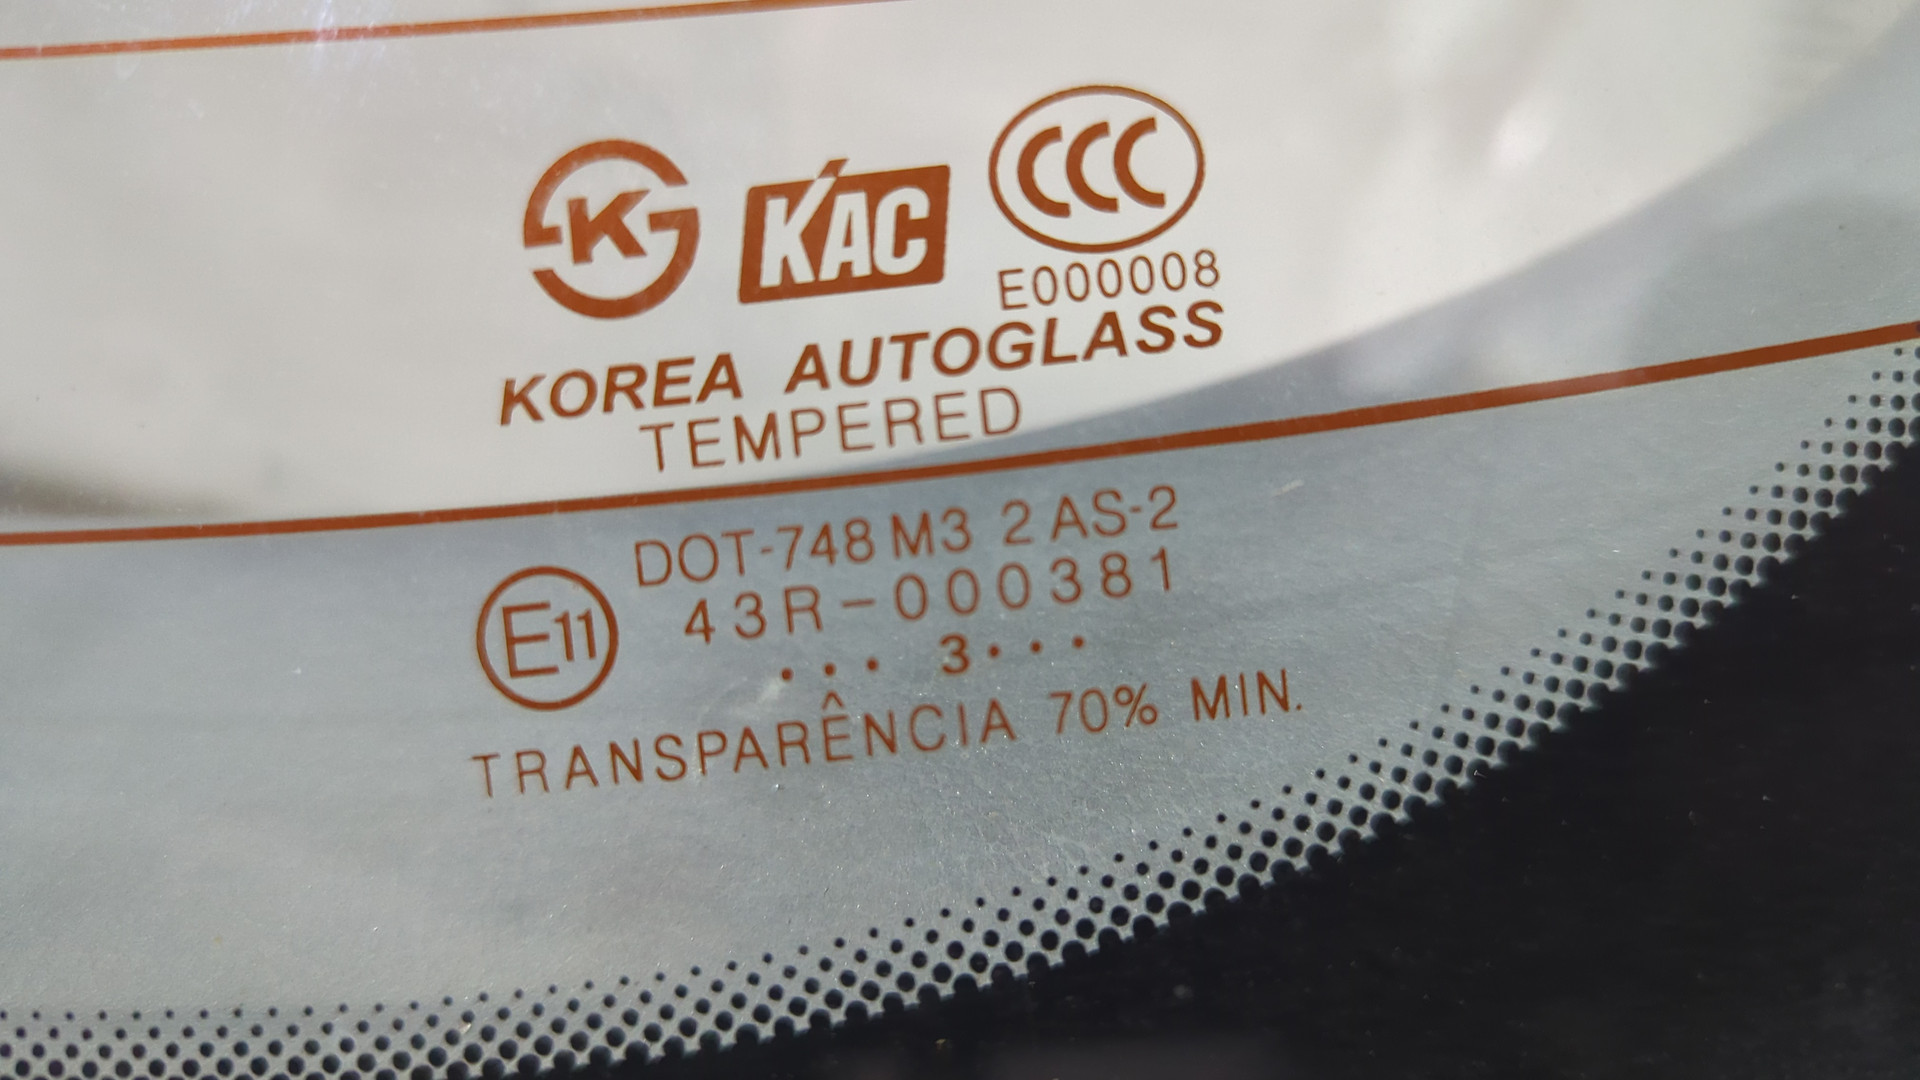 K KAC CCC
E000008
KOREA AUTOGLASS
TEMPERED
DOT-748 M3 2 AS-2
E11 43R-000381
... 3...
TRANSPARÊNCIA 70% MIN.